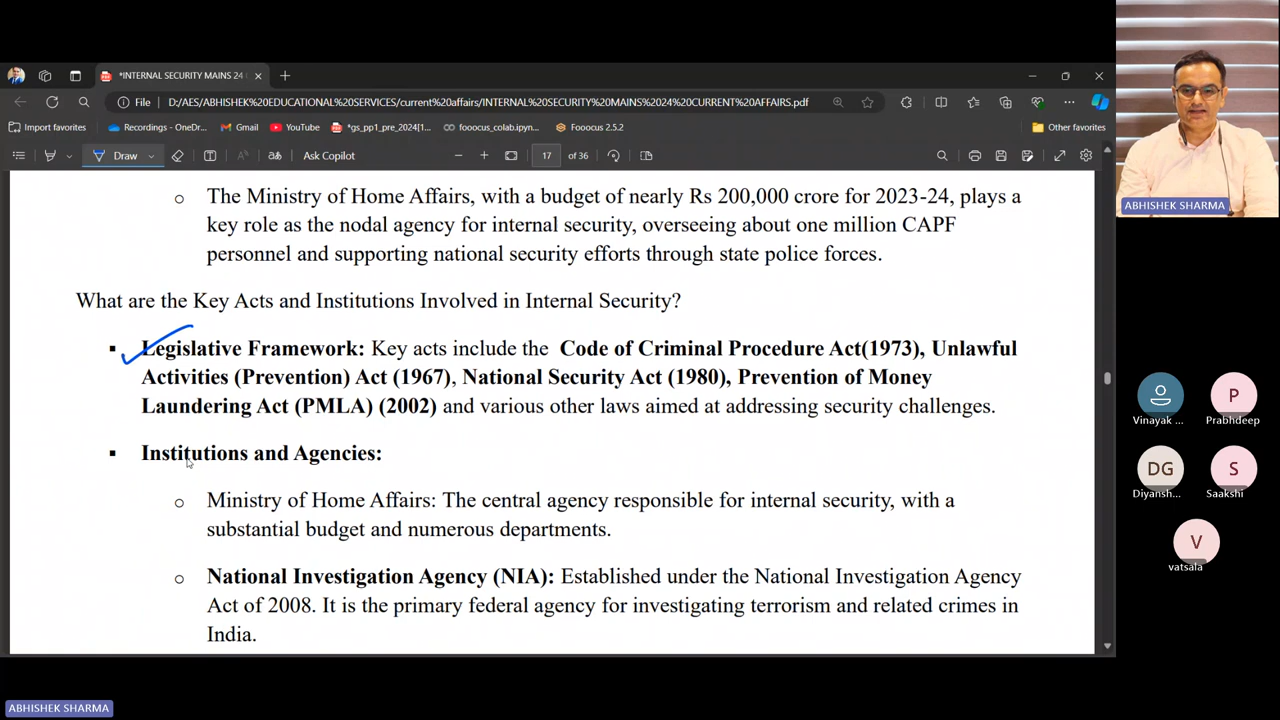 *INTERNAL SECURITY MAINS 24
File
D:/AES/ABHISHEK%20EDUCATIONAL%20SERVICES/current%20affairs/INTERNAL%20SECURITY%20MAINS%202024%20CURRENT%20AFFAIRS.pdf
Import favorites Recordings - OneDr... Gmail YouTube *gs_pp1_pre_2024[1... fooocus_colab.ipyn... Fooocus 2.5.2 Other favorites
Draw Ask Copilot 17 of 36
The Ministry of Home Affairs, with a budget of nearly Rs 200,000 crore for 2023-24, plays a
key role as the nodal agency for internal security, overseeing about one million CAPF
personnel and supporting national security efforts through state police forces.
What are the Key Acts and Institutions Involved in Internal Security?
Legislative Framework: Key acts include the Code of Criminal Procedure Act(1973), Unlawful
Activities (Prevention) Act (1967), National Security Act (1980), Prevention of Money
Laundering Act (PMLA) (2002) and various other laws aimed at addressing security challenges.
Institutions and Agencies:
Ministry of Home Affairs: The central agency responsible for internal security, with a
substantial budget and numerous departments.
National Investigation Agency (NIA): Established under the National Investigation Agency
Act of 2008. It is the primary federal agency for investigating terrorism and related crimes in
India.
ABHISHEK SHARMA
P
Vinayak ... Prabhdeep
DG S
Diyansh... Saakshi
V
vatsala
ABHISHEK SHARMA